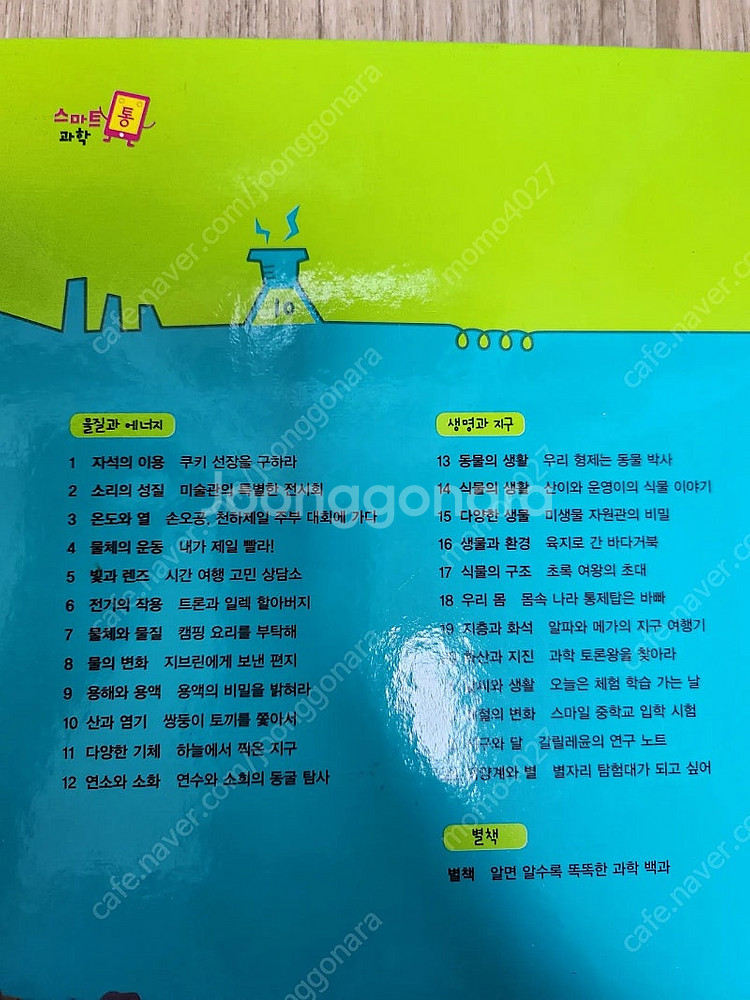 스마트 통
과학
10
물질과 에너지
1 자석의 이용 쿠키 선장을 구하라
2 소리의 성질 미술관의 특별한 전시회
3 온도와 열 손오공, 천하제일 주부 대회에 가다
4 물체의 운동 내가 제일 빨라!
5 빛과 렌즈 시간 여행 고민 상담소
6 전기의 작용 트론과 일렉 할아버지
7 물체와 물질 캠핑 요리를 부탁해
8 물의 변화 지브린에게 보낸 편지
9 용해와 용액 용액의 비밀을 밝혀라
10 산과 염기 쌍둥이 토끼를 쫓아서
11 다양한 기체 하늘에서 찍은 지구
12 연소와 소화 연수와 소희의 동굴 탐사
생명과 지구
13 동물의 생활 우리 형제는 동물 박사
14 식물의 생활 산이와 운영이의 식물 이야기
15 다양한 생물 미생물 자원관의 비밀
16 생물과 환경 육지로 간 바다거북
17 식물의 구조 초록 여왕의 초대
18 우리 몸 몸속 나라 통제탑은 바빠
19 지층과 화석 알파와 메가의 지구 여행기
화산과 지진 과학 토론왕을 찾아라
생활 오늘은 체험 학습 가는 날
변화 스마일 중학교 입학 시험
달 갈릴레윤의 연구 노트
별 별자리 탐험대가 되고 싶어
별책
별책 알면 알수록 똑똑한 과학 백과
Joonggonara
cafe.naver.com/joonggonara
momo4027